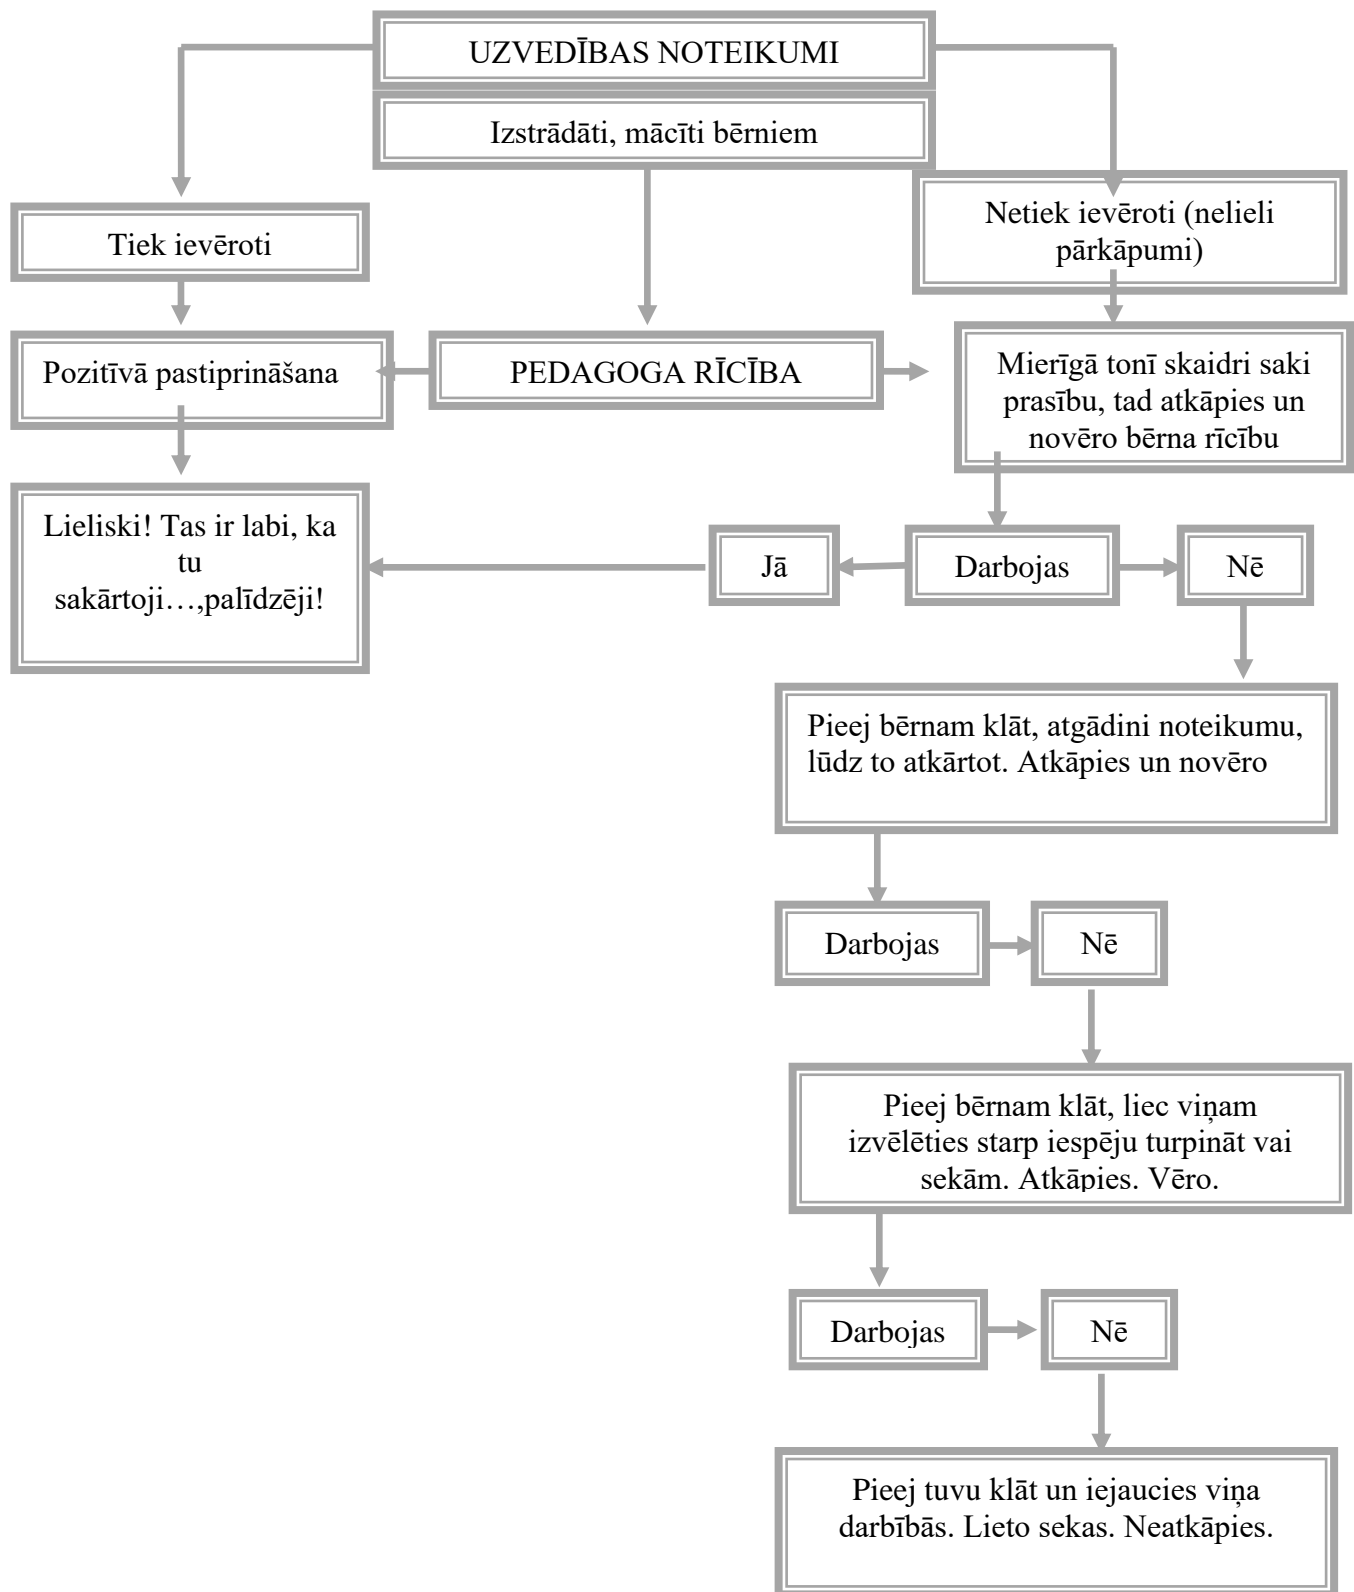 UZVEDĪBAS NOTEIKUMI
Izstrādāti, mācīti bērniem
Tiek ievēroti
Netiek ievēroti (nelieli
pārkāpumi)
Pozitīvā pastiprināšana
PEDAGOGA RĪCĪBA
Mierīgā tonī skaidri saki
prasību, tad atkāpies un
novēro bērna rīcību
Lieliski! Tas ir labi, ka
tu
sakārtoji…,palīdzēji!
Jā
Darbojas
Nē
Pieej bērnam klāt, atgādini noteikumu,
lūdz to atkārtot. Atkāpies un novēro
Darbojas
Nē
Pieej bērnam klāt, liec viņam
izvēlēties starp iespēju turpināt vai
sekām. Atkāpies. Vēro.
Darbojas
Nē
Pieej tuvu klāt un iejaucies viņa
darbībās. Lieto sekas. Neatkāpies.